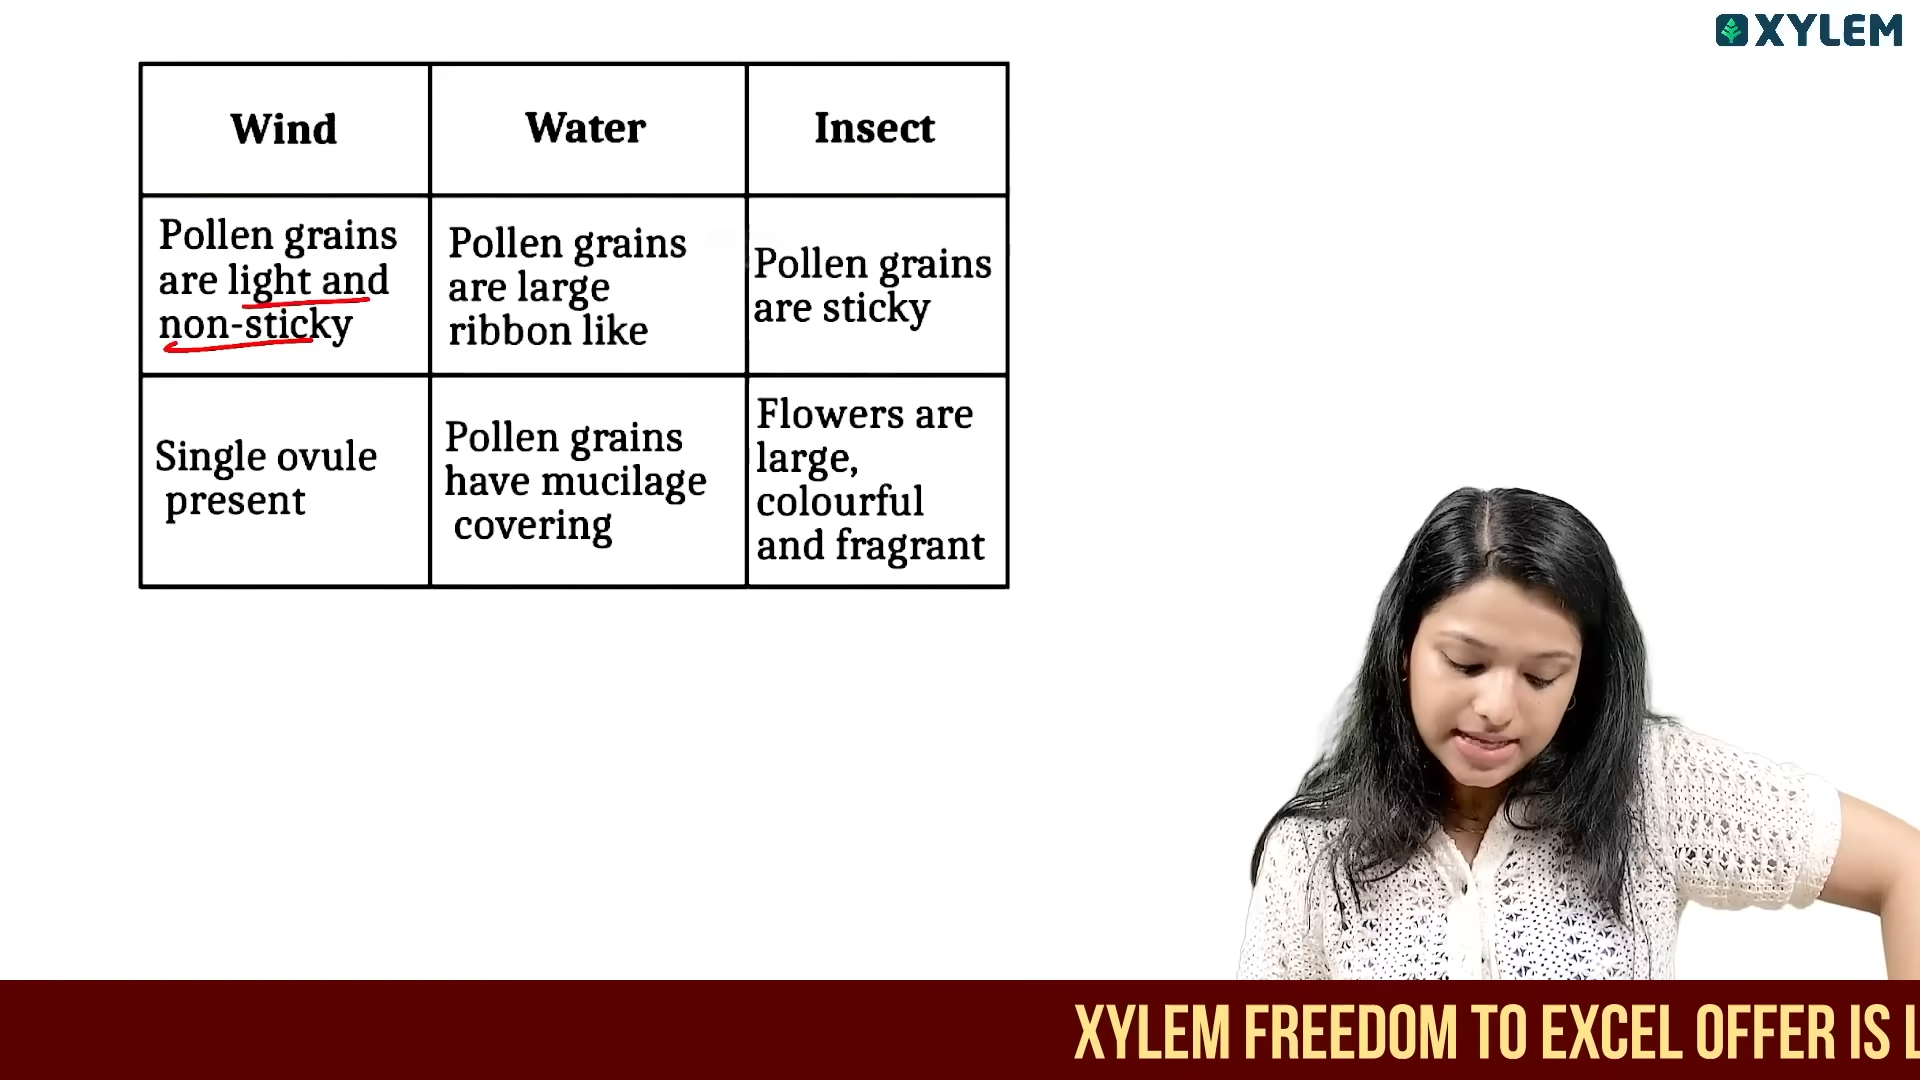 XYLEM
Wind
Water
Insect
Pollen grains
are light and
non-sticky
Pollen grains
are large
ribbon like
Pollen grains
are sticky
Single ovule
present
Pollen grains
have mucilage
covering
Flowers are
large,
colourful
and fragrant
XYLEM FREEDOM TO EXCEL OFFER IS L